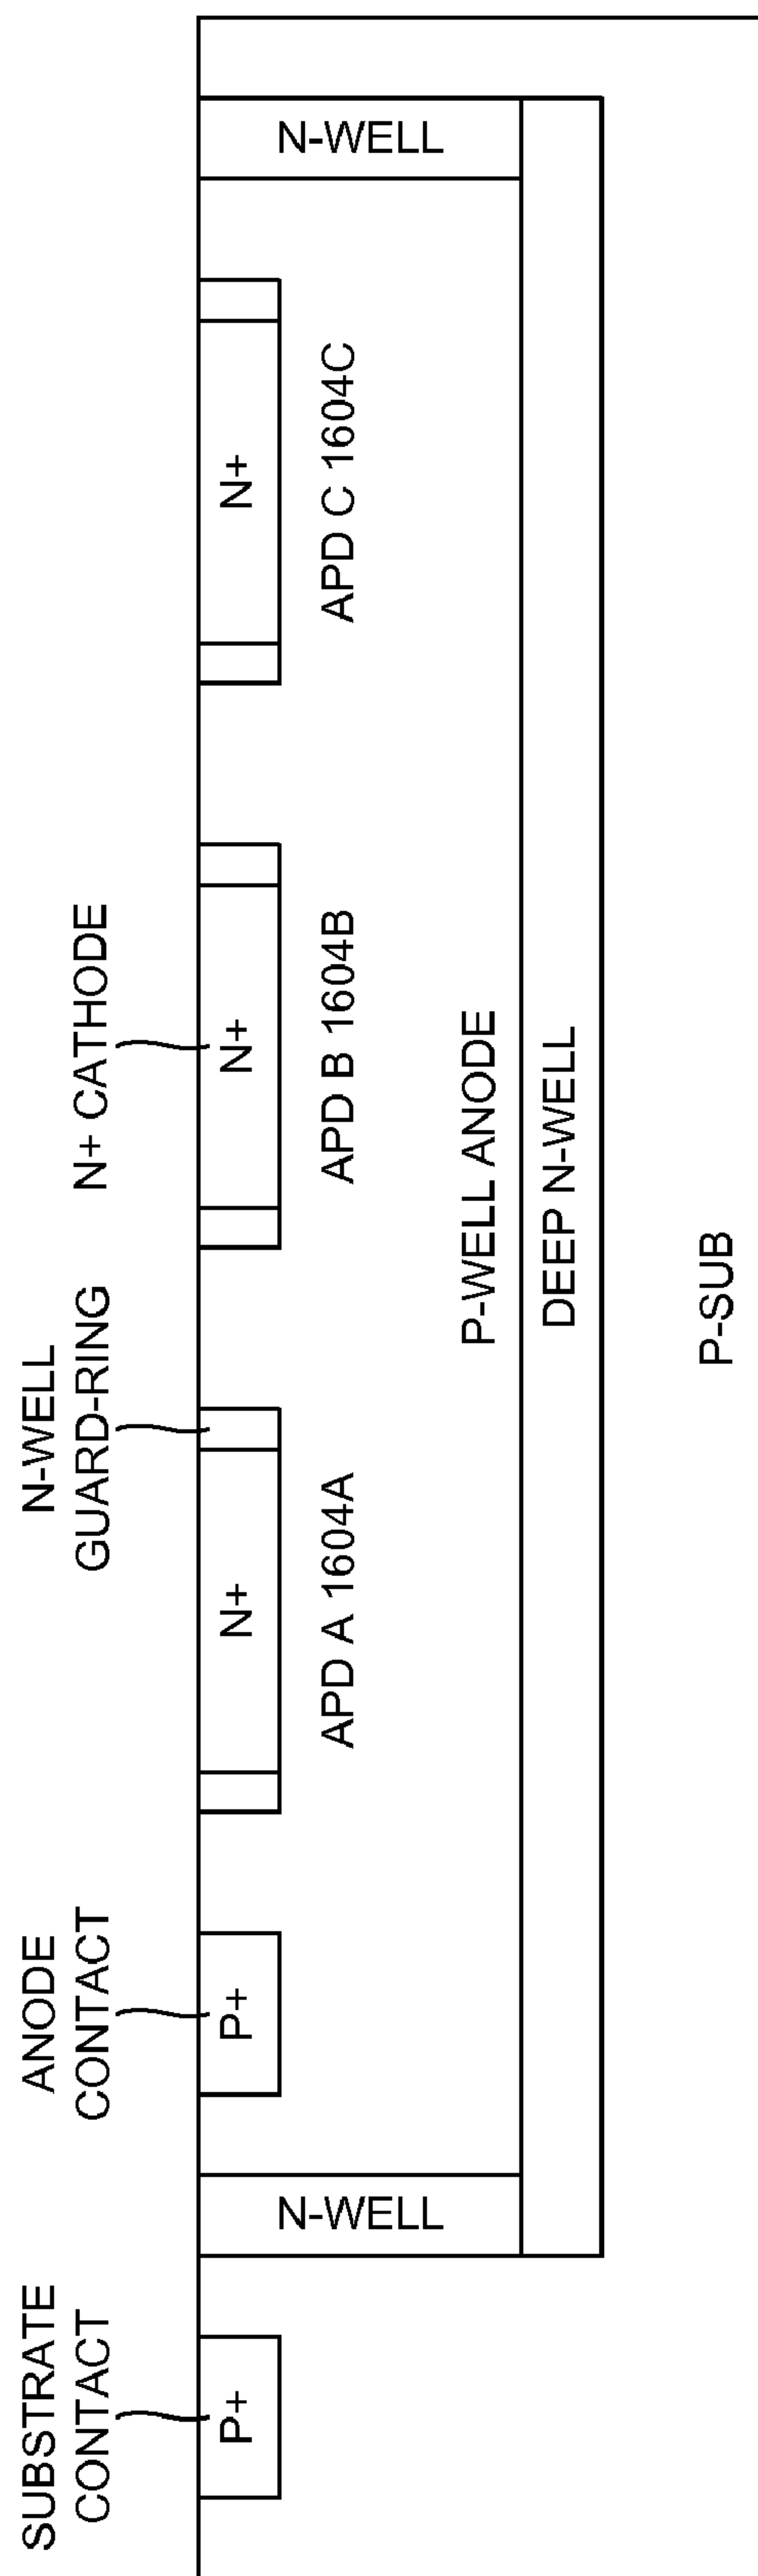 SUBSTRATE
CONTACT
ANODE
CONTACT
N-WELL
GUARD-RING
N+ CATHODE
P+
P+
N+
N+
N+
N-WELL
N-WELL
APD A 1604A
APD B 1604B
APD C 1604C
P-WELL ANODE
DEEP N-WELL
P-SUB